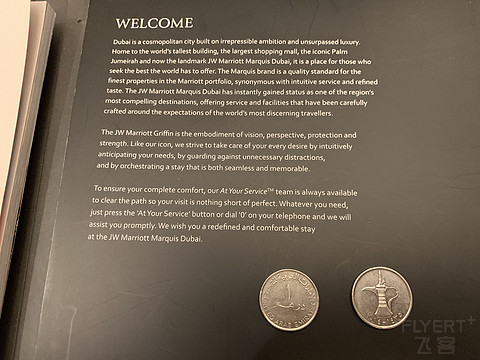 WELCOME
Dubai is a cosmopolitan city built on irrepressible ambition and unsurpassed luxury.
Home to the world's tallest building, the largest shopping mall, the iconic Palm
Jumeirah and now the landmark JW Marriott Marquis Dubai, it is a place for those who
seek the best the world has to offer. The Marquis brand is a quality standard for the
finest properties in the Marriott portfolio, synonymous with intuitive service and refined
taste. The JW Marriott Marquis Dubai has instantly gained status as one of the region's
most compelling destinations, offering service and facilities that have been carefully
crafted around the expectations of the world's most discerning travellers.
The JW Marriott Griffin is the embodiment of vision, perspective, protection and
strength. Like our icon, we strive to take care of your every desire by intuitively
anticipating your needs, by guarding against unnecessary distractions,
and by orchestrating a stay that is both seamless and memorable.
To ensure your complete comfort, our At Your Service™ team is always available
to clear the path so your visit is nothing short of perfect. Whatever you need,
just press the 'At Your Service' button or dial '0' on your telephone and we will
assist you promptly. We wish you a redefined and comfortable stay
at the JW Marriott Marquis Dubai.
FLYERT+
飞客